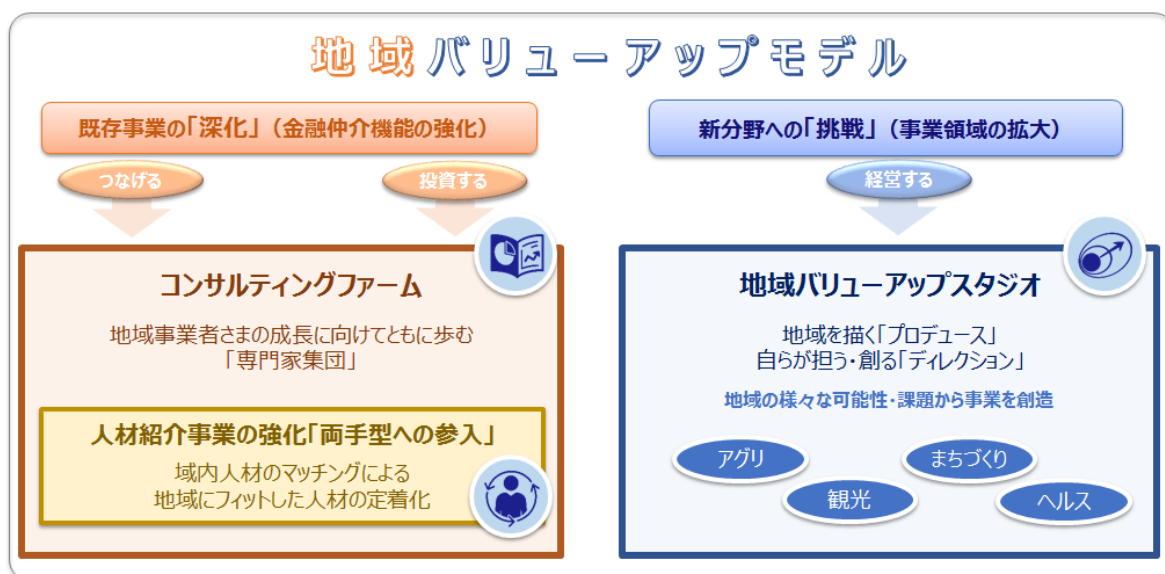 地域バリューアップモデル
既存事業の「深化」（金融仲介機能の強化）
つなげる
投資する
コンサルティングファーム
地域事業者さまの成長に向けてともに歩む
「専門家集団」
人材紹介事業の強化「両手型への参入」
域内人材のマッチングによる
地域にフィットした人材の定着化
新分野への「挑戦」（事業領域の拡大）
経営する
地域バリューアップスタジオ
地域を描く「プロデュース」
自らが担う・創る「ディレクション」
地域の様々な可能性・課題から事業を創造
アグリ
観光
まちづくり
ヘルス